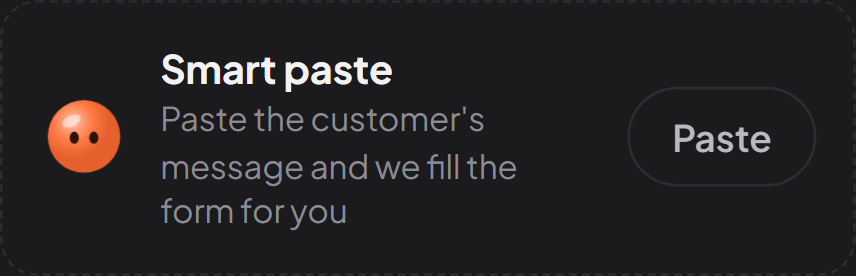 Smart paste
Paste the customer's
message and we fill the
form for you
Paste